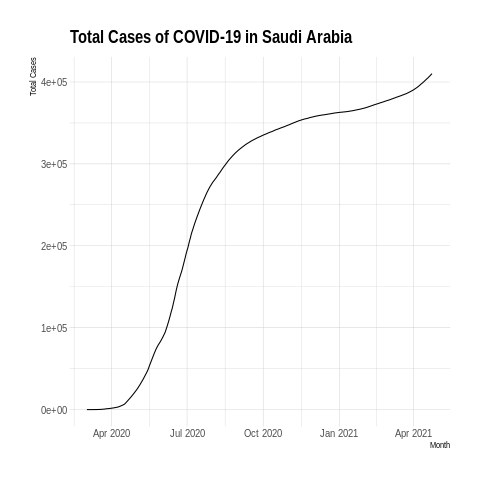 Total Cases of COVID-19 in Saudi Arabia
Total Cases
4e+05
3e+05
2e+05
1e+05
0e+00
Apr 2020 Jul 2020 Oct 2020 Jan 2021 Apr 2021
Month